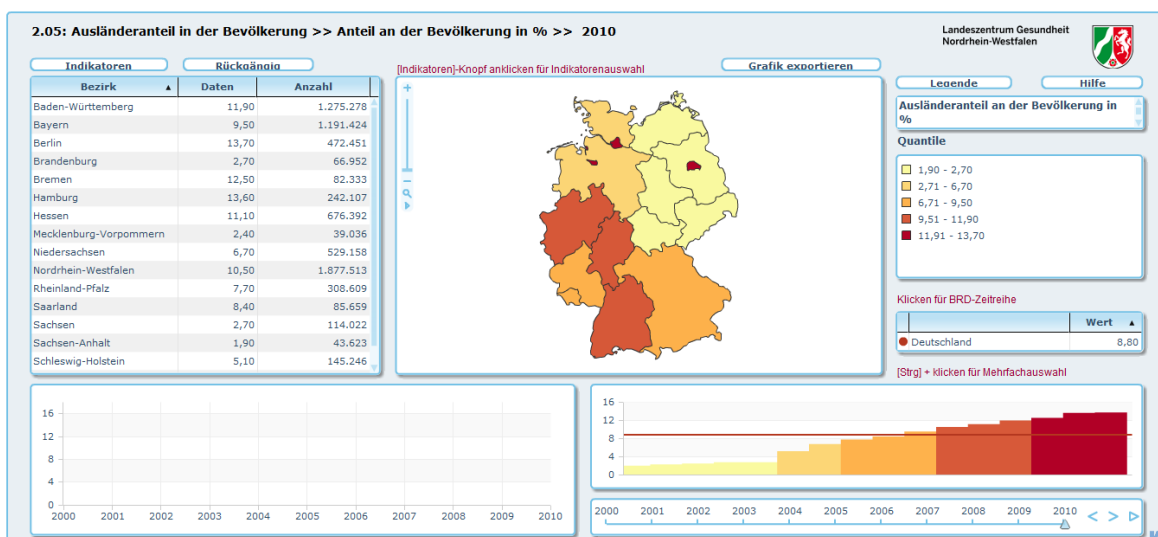 2.05: Ausländeranteil in der Bevölkerung >> Anteil an der Bevölkerung in % >> 2010
Landeszentrum Gesundheit
Nordrhein-Westfalen
Indikatoren
Rückgängig
[Indikatoren]-Knopf anklicken für Indikatorenauswahl
Grafik exportieren
Legende
Hilfe
Bezirk ▲ Daten Anzahl
Baden-Württemberg 11,90 1.275.278
Bayern 9,50 1.191.424
Berlin 13,70 472.451
Brandenburg 2,70 66.952
Bremen 12,50 82.333
Hamburg 13,60 242.107
Hessen 11,10 676.392
Mecklenburg-Vorpommern 2,40 39.036
Niedersachsen 6,70 529.158
Nordrhein-Westfalen 10,50 1.877.513
Rheinland-Pfalz 7,70 308.609
Saarland 8,40 85.659
Sachsen 2,70 114.022
Sachsen-Anhalt 1,90 43.623
Schleswig-Holstein 5,10 145.246
Ausländeranteil an der Bevölkerung in
%
Quantile
1,90 - 2,70
2,71 - 6,70
6,71 - 9,50
9,51 - 11,90
11,91 - 13,70
Klicken für BRD-Zeitreihe
Wert ▲
Deutschland 8,80
[Strg] + klicken für Mehrfachauswahl
16
12
8
4
0
2000 2001 2002 2003 2004 2005 2006 2007 2008 2009 2010
16
12
8
4
0
2000 2001 2002 2003 2004 2005 2006 2007 2008 2009 2010